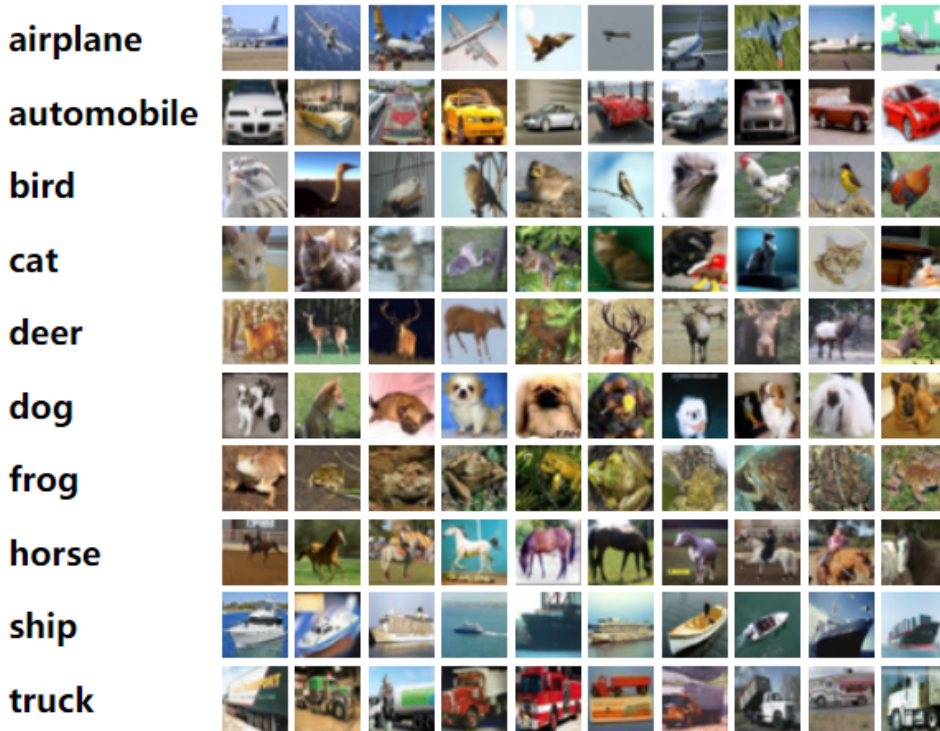 airplane
automobile
bird
cat
deer
dog
frog
horse
ship
truck